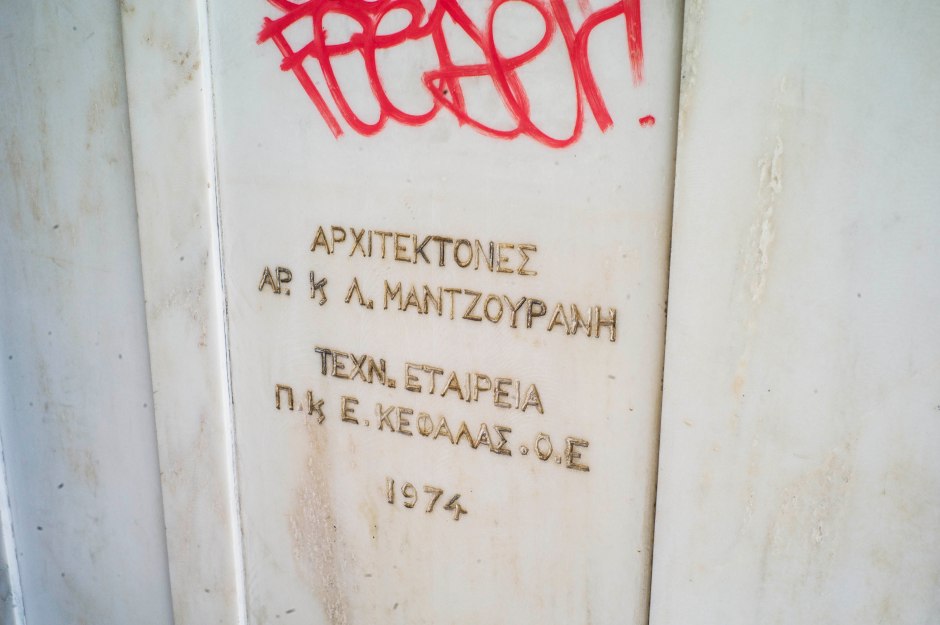 ΑΡΧΙΤΕΚΤΟΝΕΣ
ΑΡ. ϗ Λ. ΜΑΝΤΖΟΥΡΑΝΗ
ΤΕΧΝ. ΕΤΑΙΡΕΙΑ
Π. ϗ Ε. ΚΕΦΑΛΑΣ. Ο.Ε
1974